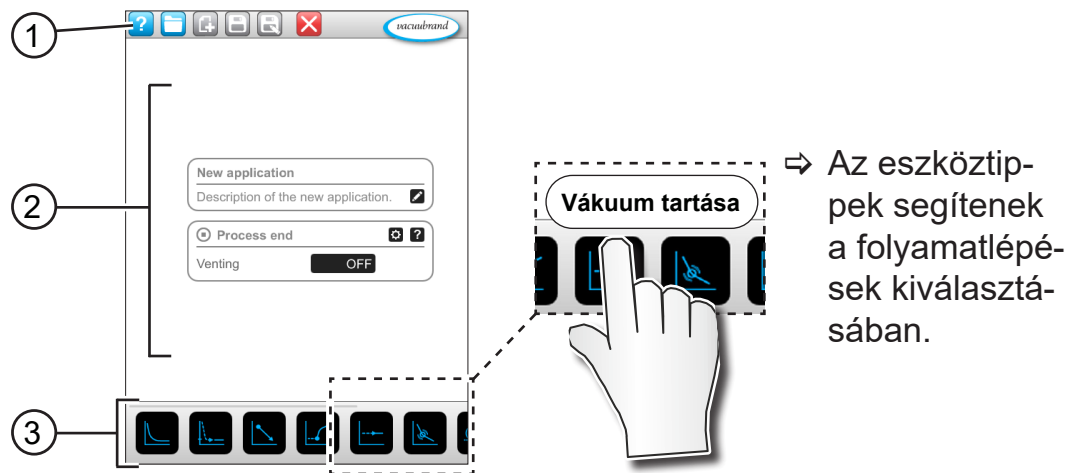 1
?
vacuubrand
2
New application
Description of the new application.
Process end
?
Venting
OFF
3
Vákuum tartása
⇨ Az eszköztip-
pek segítenek
a folyamatlépé-
sek kiválasztá-
sában.